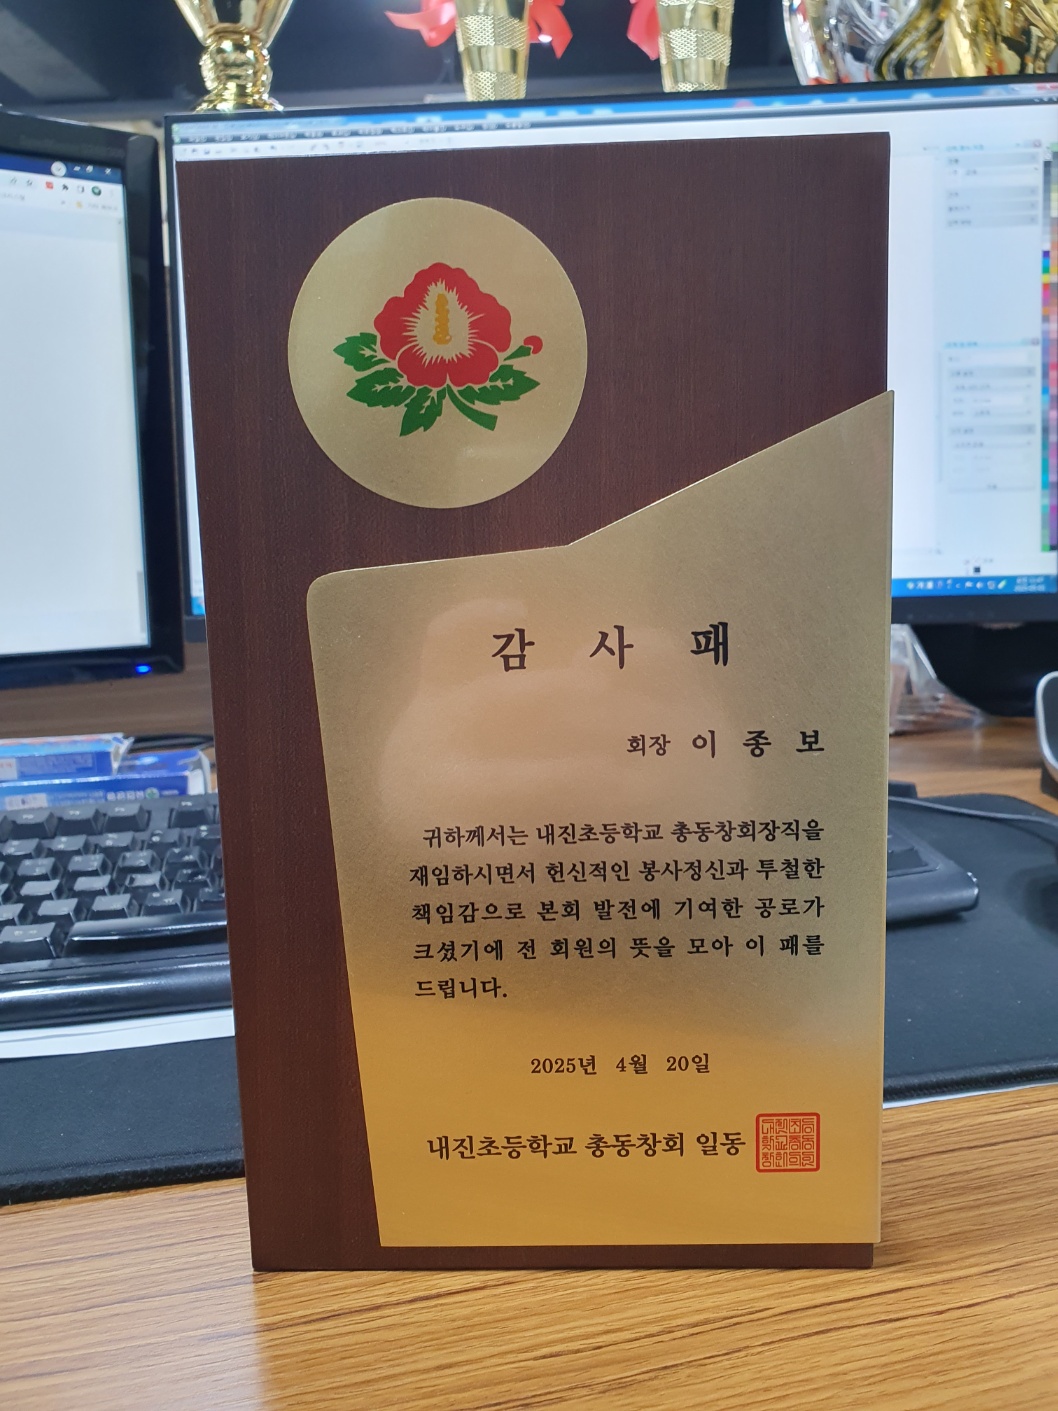 감 사 패
회장 이 종 보
귀하께서는 내진초등학교 총동창회장직을
재임하시면서 헌신적인 봉사정신과 투철한
책임감으로 본회 발전에 기여한 공로가
크셨기에 전 회원의 뜻을 모아 이 패를
드립니다.
2025년 4월 20일
내진초등학교 총동창회 일동